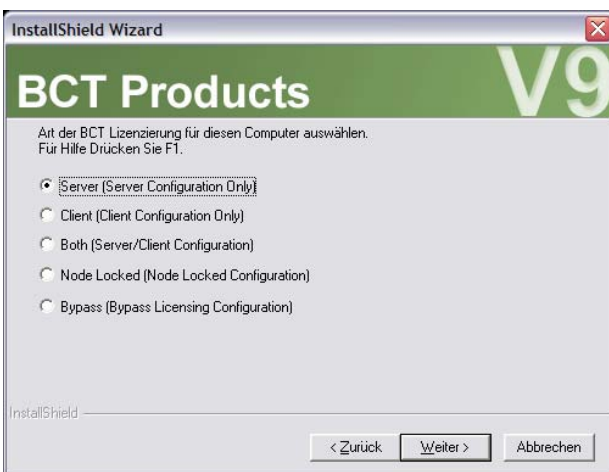 InstallShield Wizard
BCT Products
V9
Art der BCT Lizenzierung für diesen Computer auswählen.
Für Hilfe Drücken Sie F1.
Server (Server Configuration Only)
Client (Client Configuration Only)
Both (Server/Client Configuration)
Node Locked (Node Locked Configuration)
Bypass (Bypass Licensing Configuration)
InstallShield
< Zurück
Weiter >
Abbrechen